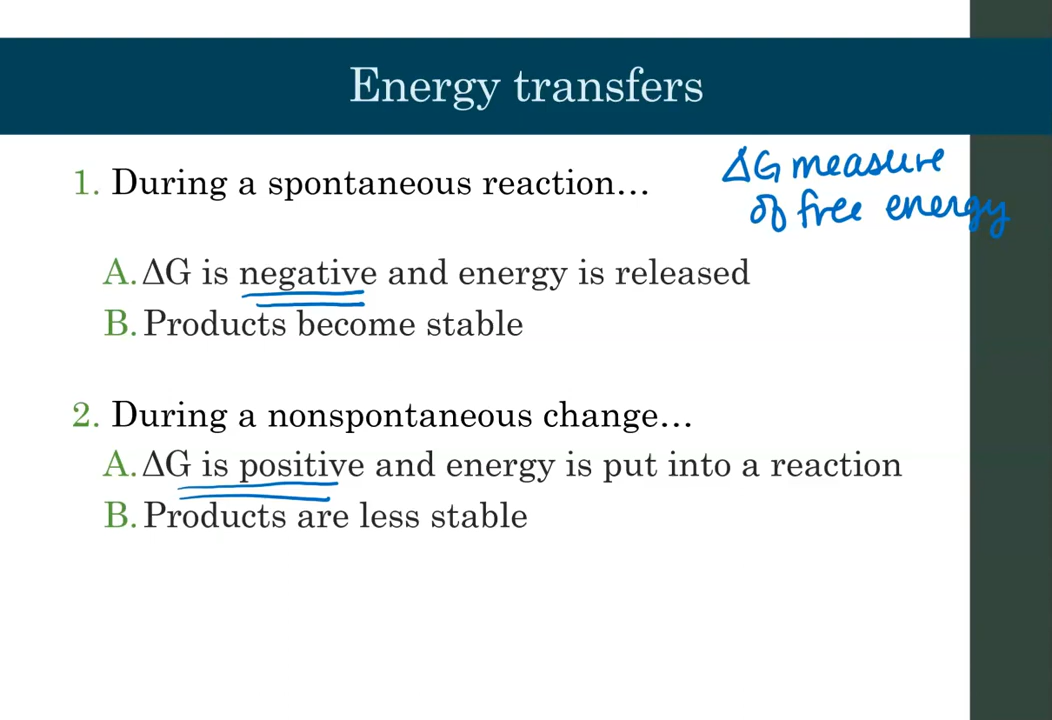 Energy transfers
1. During a spontaneous reaction…
ΔG measure
of free energy
A. ΔG is negative and energy is released
B. Products become stable
2. During a nonspontaneous change…
A. ΔG is positive and energy is put into a reaction
B. Products are less stable